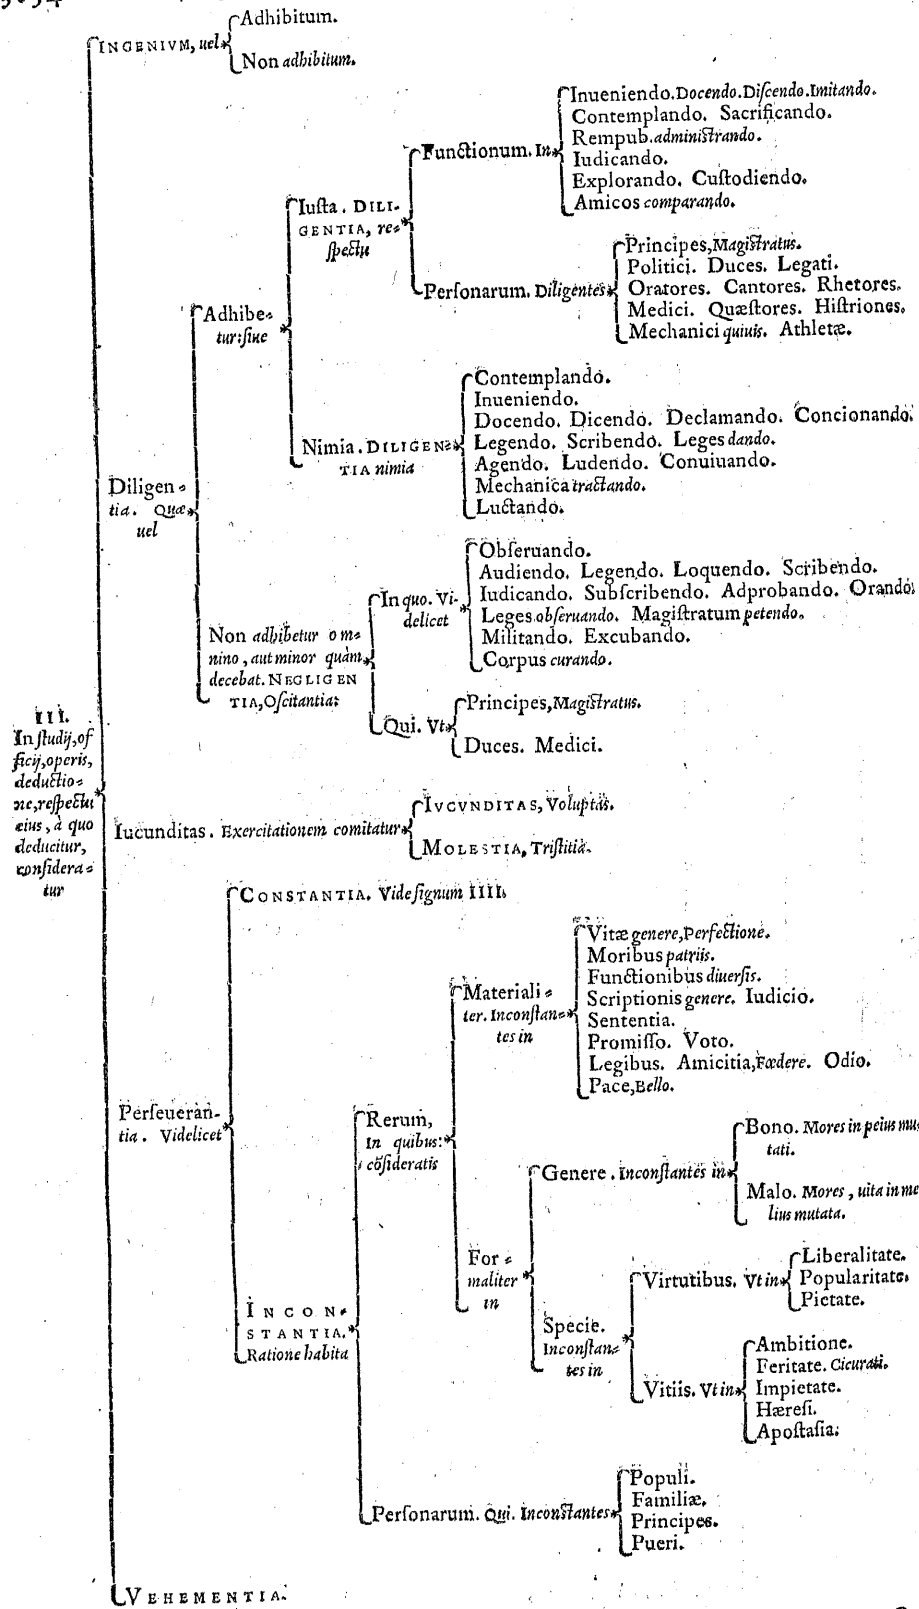 Adhibitum.
INGENIVM, uel
Non adhibitum.
Inueniendo. Docendo. Diſcendo. Imitando.
Contemplando. Sacrificando.
Rempub. adminiſtrando.
Functionum. In
Iudicando.
Explorando. Cuſtodiendo.
Amicos comparando.
Iuſta. DILI-
GENTIA, re-
ſpectu
Principes, Magiſtratus.
Politici. Duces. Legati.
Perſonarum. Diligentes
Oratores. Cantores. Rhetores.
Medici. Quæſtores. Hiſtriones.
Mechanici quiuis. Athletæ.
Adhibe-
tur: ſiue
Contemplando.
Inueniendo.
Docendo. Dicendo. Declamando. Concionando.
Nimia. DILIGEN-
TIA nimia
Legendo. Scribendo. Leges dando.
Agendo. Ludendo. Conuiuando.
Mechanica tractando.
Luctando.
Diligen-
tia. Quæ
uel
Obſeruando.
Audiendo. Legendo. Loquendo. Scribendo.
In quo. Vi-
delicet
Iudicando. Subſcribendo. Adprobando. Orando.
Leges obſeruando. Magiſtratum petendo.
Militando. Excubando.
Corpus curando.
Non adhibetur om-
nino, aut minor quàm
decebat. NEGLIGEN
TIA, Oſcitantia:
Principes, Magiſtratus.
Qui. Vt
Duces. Medici.
III.
In ſtudij, of
ficij, operis,
deductio-
ne, reſpectu
eius, à quo
deducitur,
conſidera-
tur
IVCVNDITAS, Voluptas.
Iucunditas. Exercitationem comitatur
MOLESTIA, Triſtitia.
CONSTANTIA. Vide ſignum IIII.
Vitæ genere, Perfectione.
Moribus patriis.
Functionibus diuerſis.
Materiali-
ter. Inconſtan-
tes in
Scriptionis genere. Iudicio.
Sententia.
Promiſſo. Voto.
Legibus. Amicitia, Fœdere. Odio.
Pace, Bello.
Perſeueran-
tia. Videlicet
Rerum,
In quibus:
cõſideratis
Bono. Mores in peius mu
tati.
Genere. Inconſtantes in
Malo. Mores, uita in me
lius mutata.
For-
maliter
in
Liberalitate.
Virtutibus. Vt in
Popularitate.
Pietate.
Specie.
Inconſtan-
tes in
Ambitione.
Feritate. Cicurati.
Vitiis. Vt in
Impietate.
Hæreſi.
Apoſtaſia.
INCON-
STANTIA.
Ratione habita
Populi.
Familiæ.
Perſonarum. Qui. Inconſtantes
Principes.
Pueri.
VEHEMENTIA.